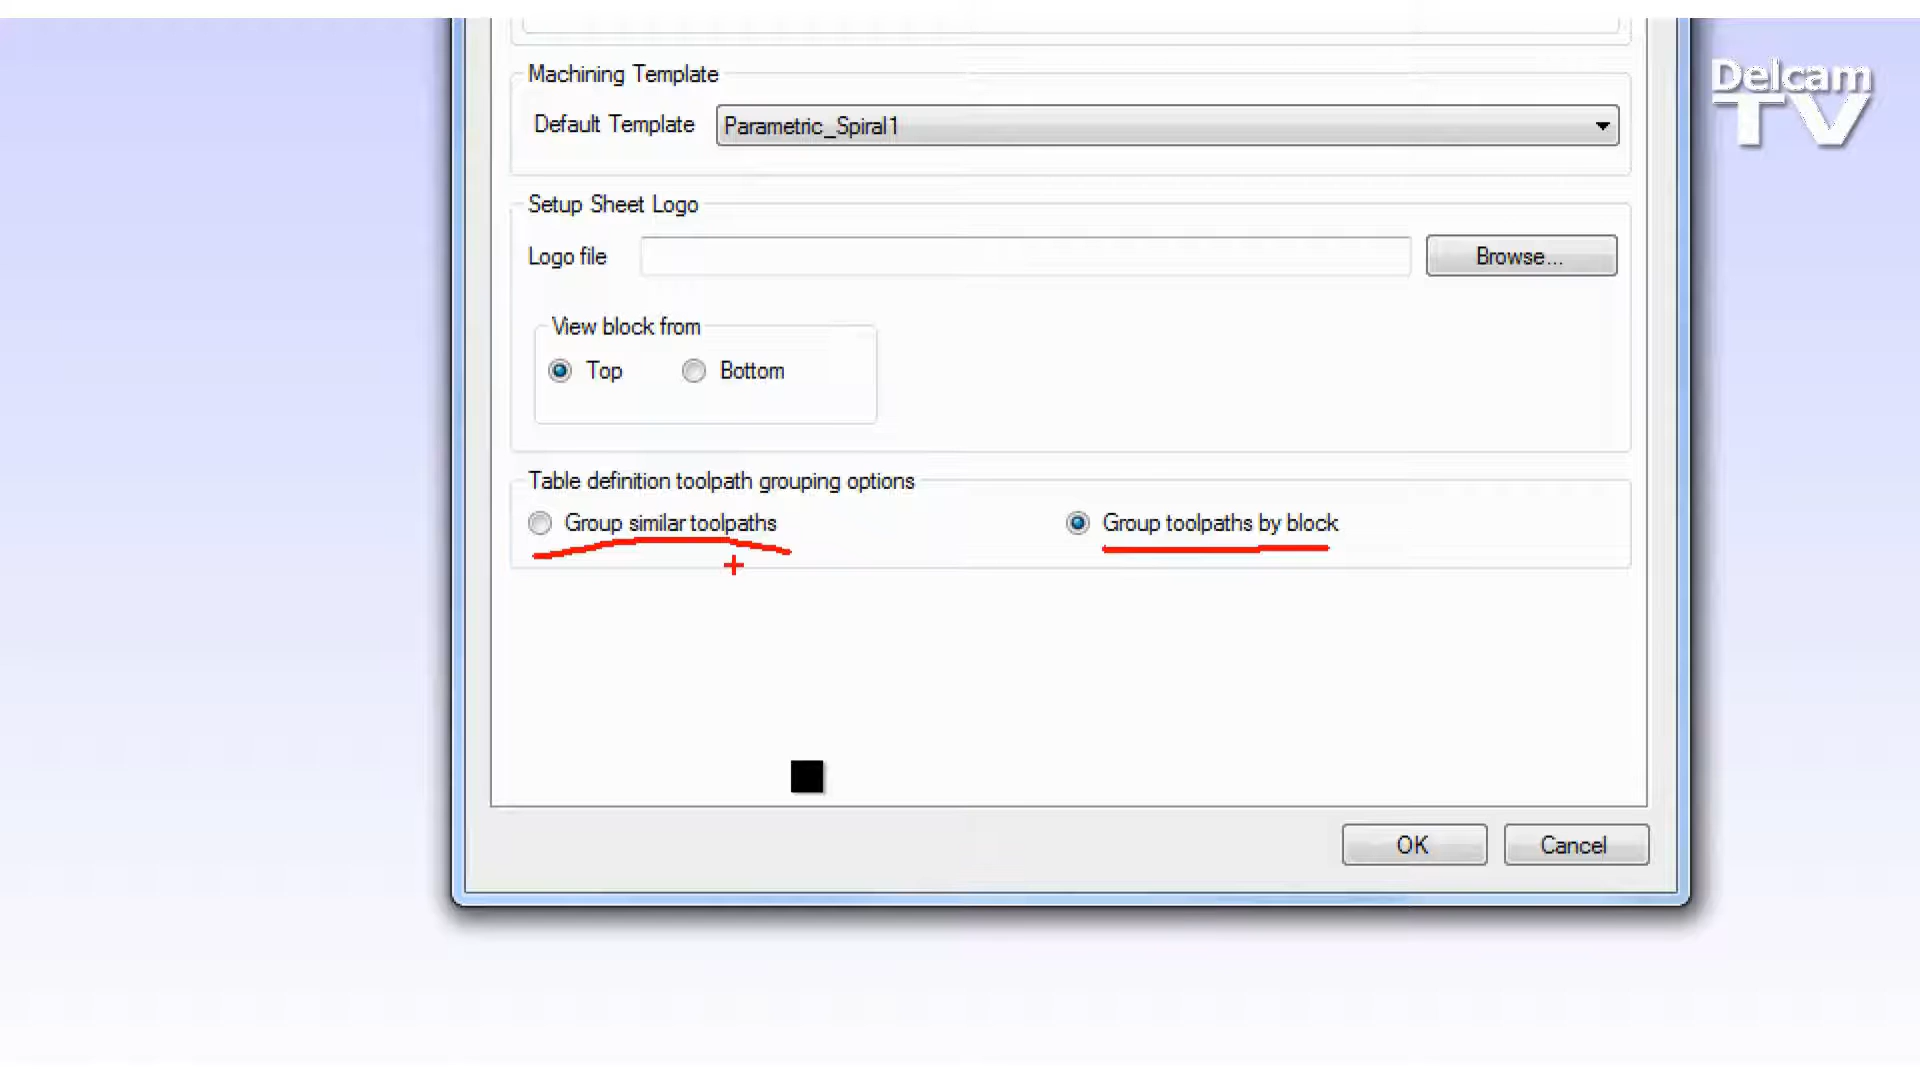 Delcam
TV
Machining Template
Default Template
Parametric_Spiral1
Setup Sheet Logo
Logo file
Browse...
View block from
Top
Bottom
Table definition toolpath grouping options
Group similar toolpaths
Group toolpaths by block
OK
Cancel